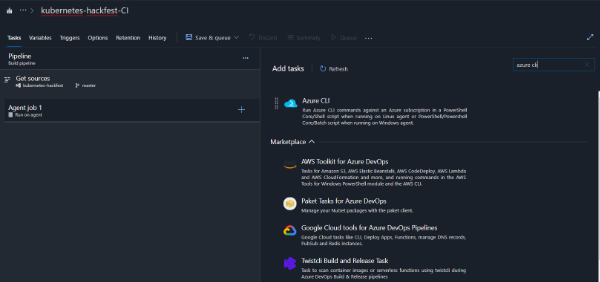 kubernetes-hackfest-CI
Tasks Variables Triggers Options Retention History Save & queue Discard Summary Queue
Pipeline
Build pipeline
Get sources
kubernetes-hackfest master
Agent job 1
Run on agent
Add tasks Refresh
azure cli
Azure CLI
Run Azure CLI commands against an Azure subscription in a PowerShell
Core/Shell script when running on Linux agent or PowerShell/PowerShell
Core/Batch script when running on Windows agent.
Marketplace
AWS Toolkit for Azure DevOps
Tasks for Amazon S3, AWS Elastic Beanstalk, AWS CodeDeploy, AWS Lambda
and AWS CloudFormation and more, and running commands in the AWS
Tools for Windows PowerShell module and the AWS CLI.
Paket Tasks for Azure DevOps
Manage your Nuget packages with the paket client.
Google Cloud tools for Azure DevOps Pipelines
Google Cloud tasks like CLI, Deploy Apps, Functions, manage DNS records,
PubHub and Redis instances.
Twistcli Build and Release Task
Task to scan container images or serverless functions using twistcli during
Azure DevOps Build & Release pipelines